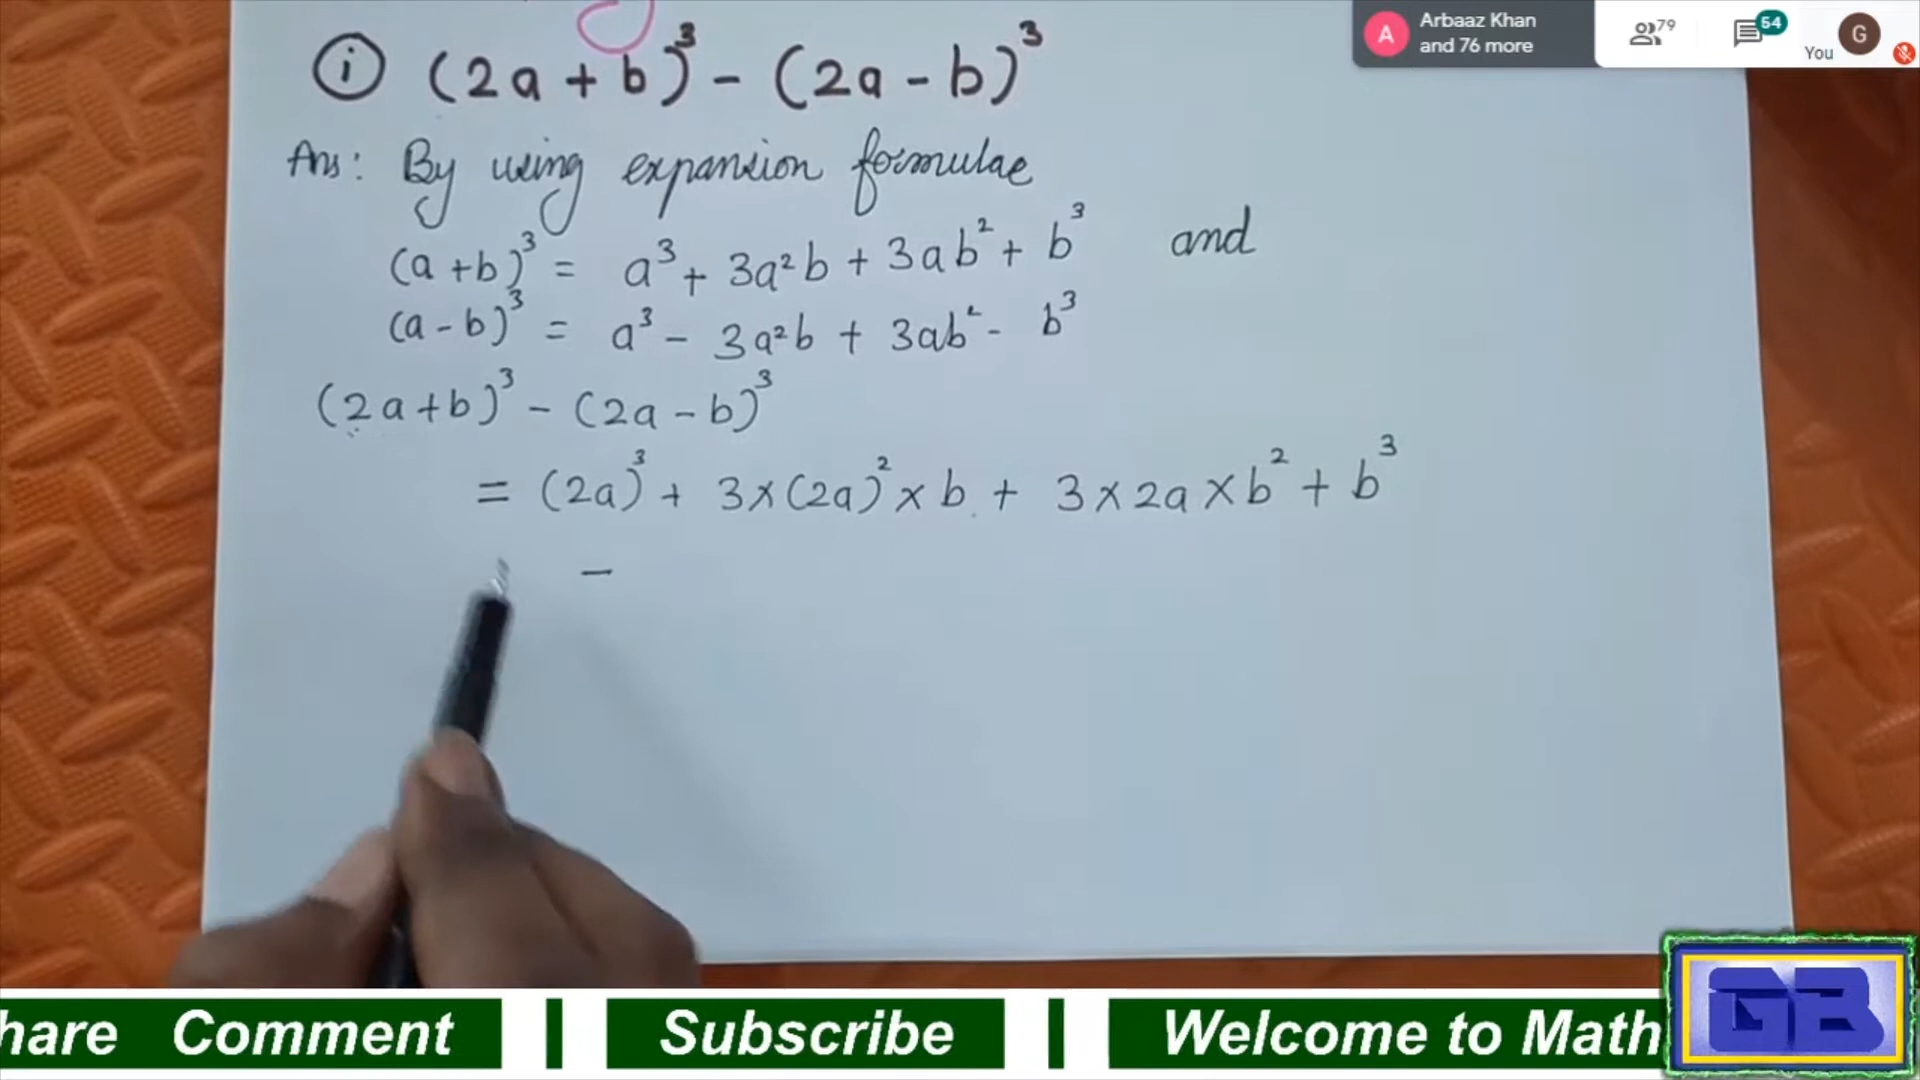 ⓘ (2a + b)³ - (2a - b)³
Ans: By using expansion formulae
(a + b)³ = a³ + 3a²b + 3ab² + b³ and
(a - b)³ = a³ - 3a²b + 3ab² - b³
(2a + b)³ - (2a - b)³
= (2a)³ + 3 × (2a)² × b + 3 × 2a × b² + b³
-
A
Arbaaz Khan
and 76 more
79
54
You
G
hare Comment | Subscribe | Welcome to Math
GB